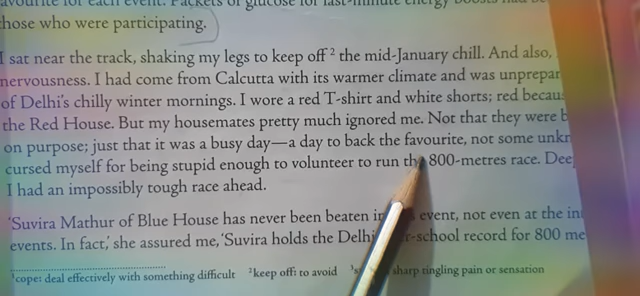 favourite for each event. Packets of glucose for last-minute energy boosts had be
those who were participating.
I sat near the track, shaking my legs to keep off² the mid-January chill. And also,
nervousness. I had come from Calcutta with its warmer climate and was unprepar
of Delhi's chilly winter mornings. I wore a red T-shirt and white shorts; red becau
the Red House. But my housemates pretty much ignored me. Not that they were b
on purpose; just that it was a busy day—a day to back the favourite, not some unkn
cursed myself for being stupid enough to volunteer to run the 800-metres race. Dee
I had an impossibly tough race ahead.
'Suvira Mathur of Blue House has never been beaten in event, not even at the in
events. In fact,' she assured me, 'Suvira holds the Delhi r-school record for 800 me
¹cope: deal effectively with something difficult ²keep off: to avoid ³s sharp tingling pain or sensation